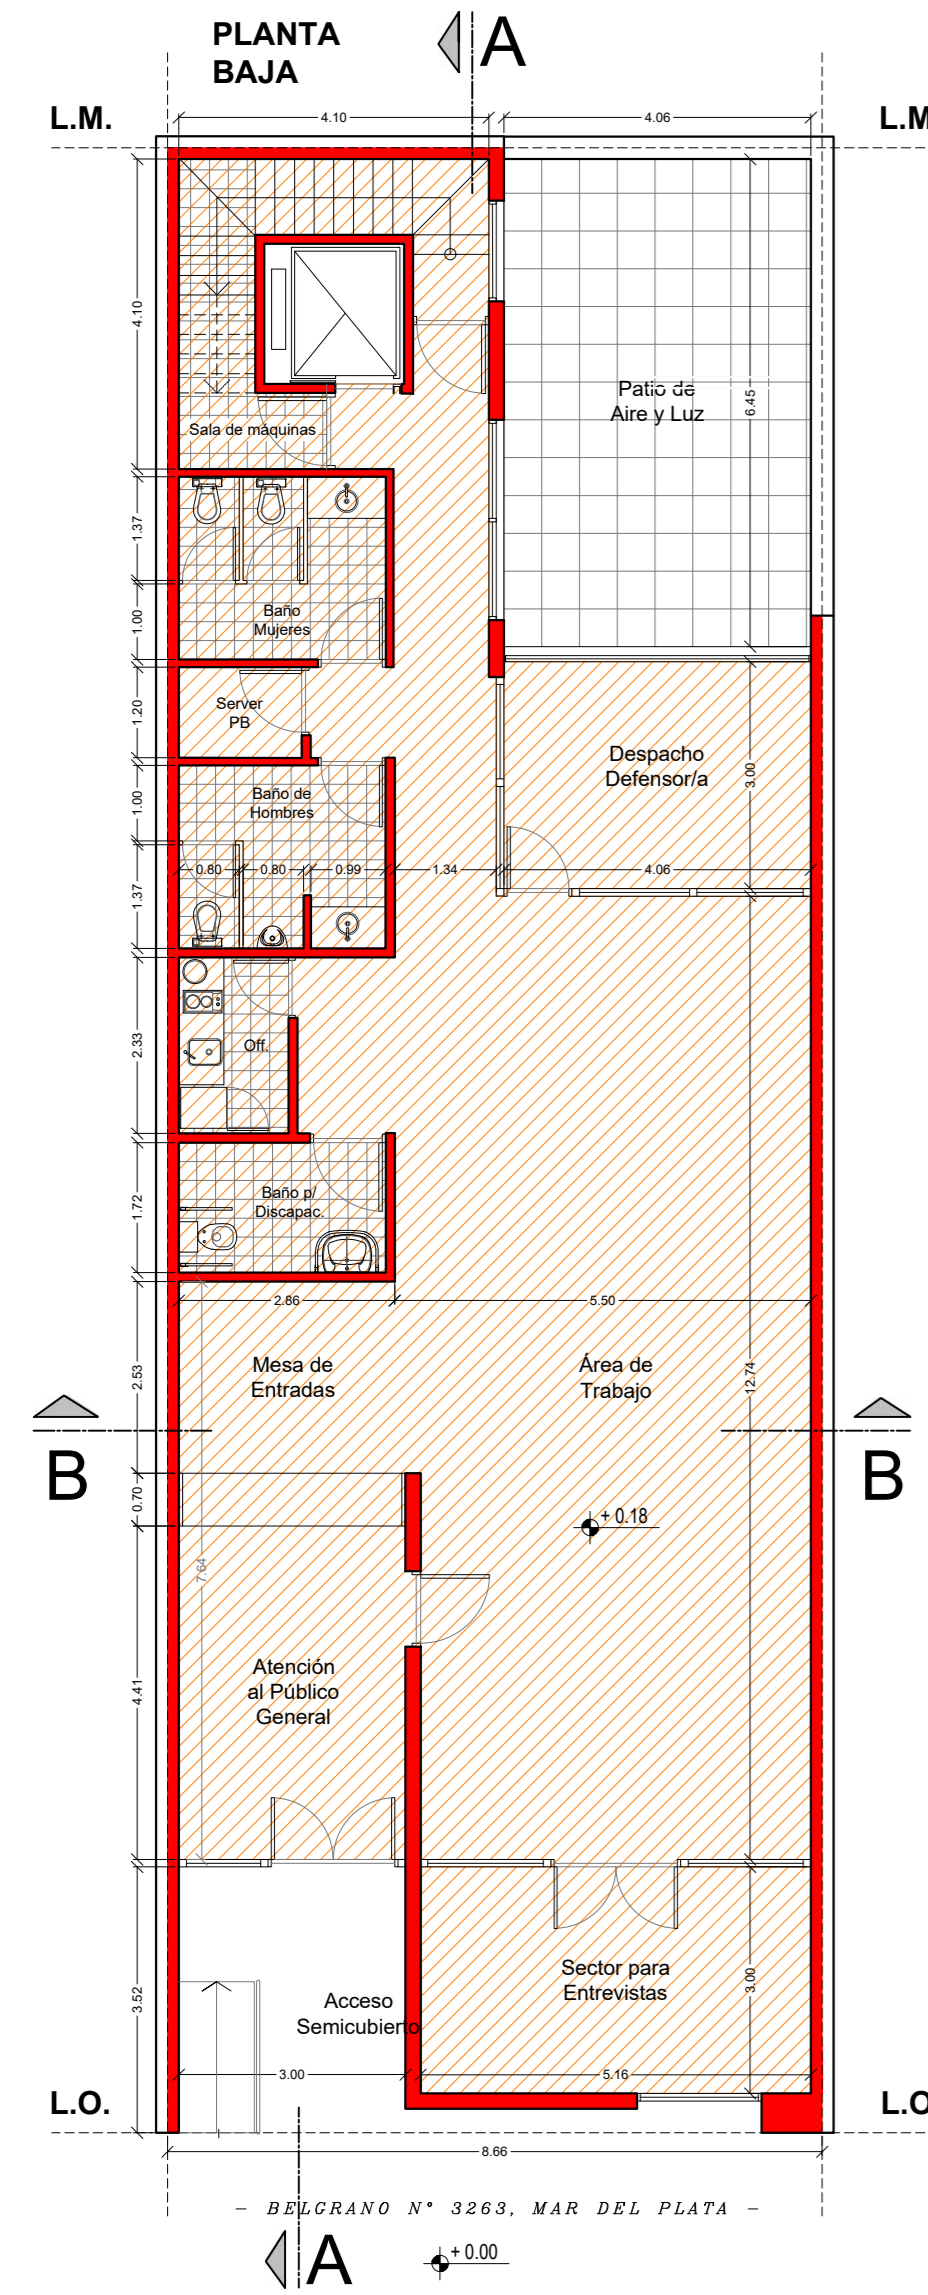 PLANTA
BAJA
A
L.M.
L.M
4.10
4.06
4.10
Patio de
Aire y Luz
6.45
Sala de máquinas
1.37
1.00
Baño
Mujeres
1.20
Server
PB
Despacho
Defensor/a
3.00
1.00
Baño de
Hombres
0.80
0.80
0.99
1.34
4.06
1.37
2.33
Off.
1.72
Baño p/
Discapac.
2.86
5.50
2.53
Mesa de
Entradas
Área de
Trabajo
12.74
B
B
0.70
+ 0.18
7.64
4.41
Atención
al Público
General
3.52
Acceso
Semicubierto
Sector para
Entrevistas
3.00
3.00
5.16
L.O.
L.O
8.66
– BELGRANO N° 3263, MAR DEL PLATA –
A
+ 0.00